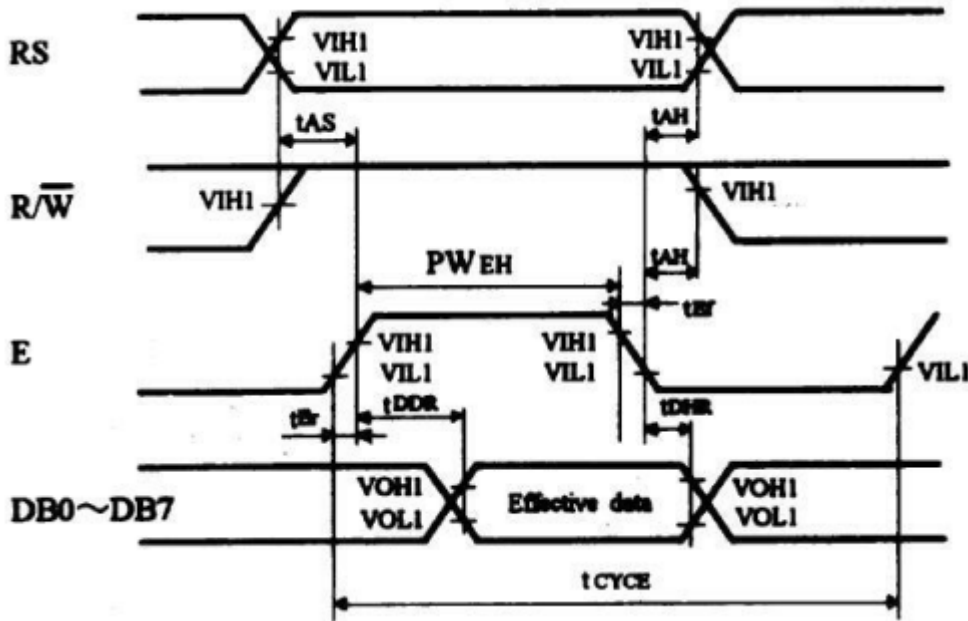 RS
VIH1 VIH1
VIL1 VIL1
tAS tAH
R/W̅
VIH1 VIH1
PWEH tAH
tEf
E
VIH1 VIH1
VIL1 VIL1 VIL1
tEr tDDR tDHR
DB0～DB7
VOH1 Effective data VOH1
VOL1 VOL1
tCYCE